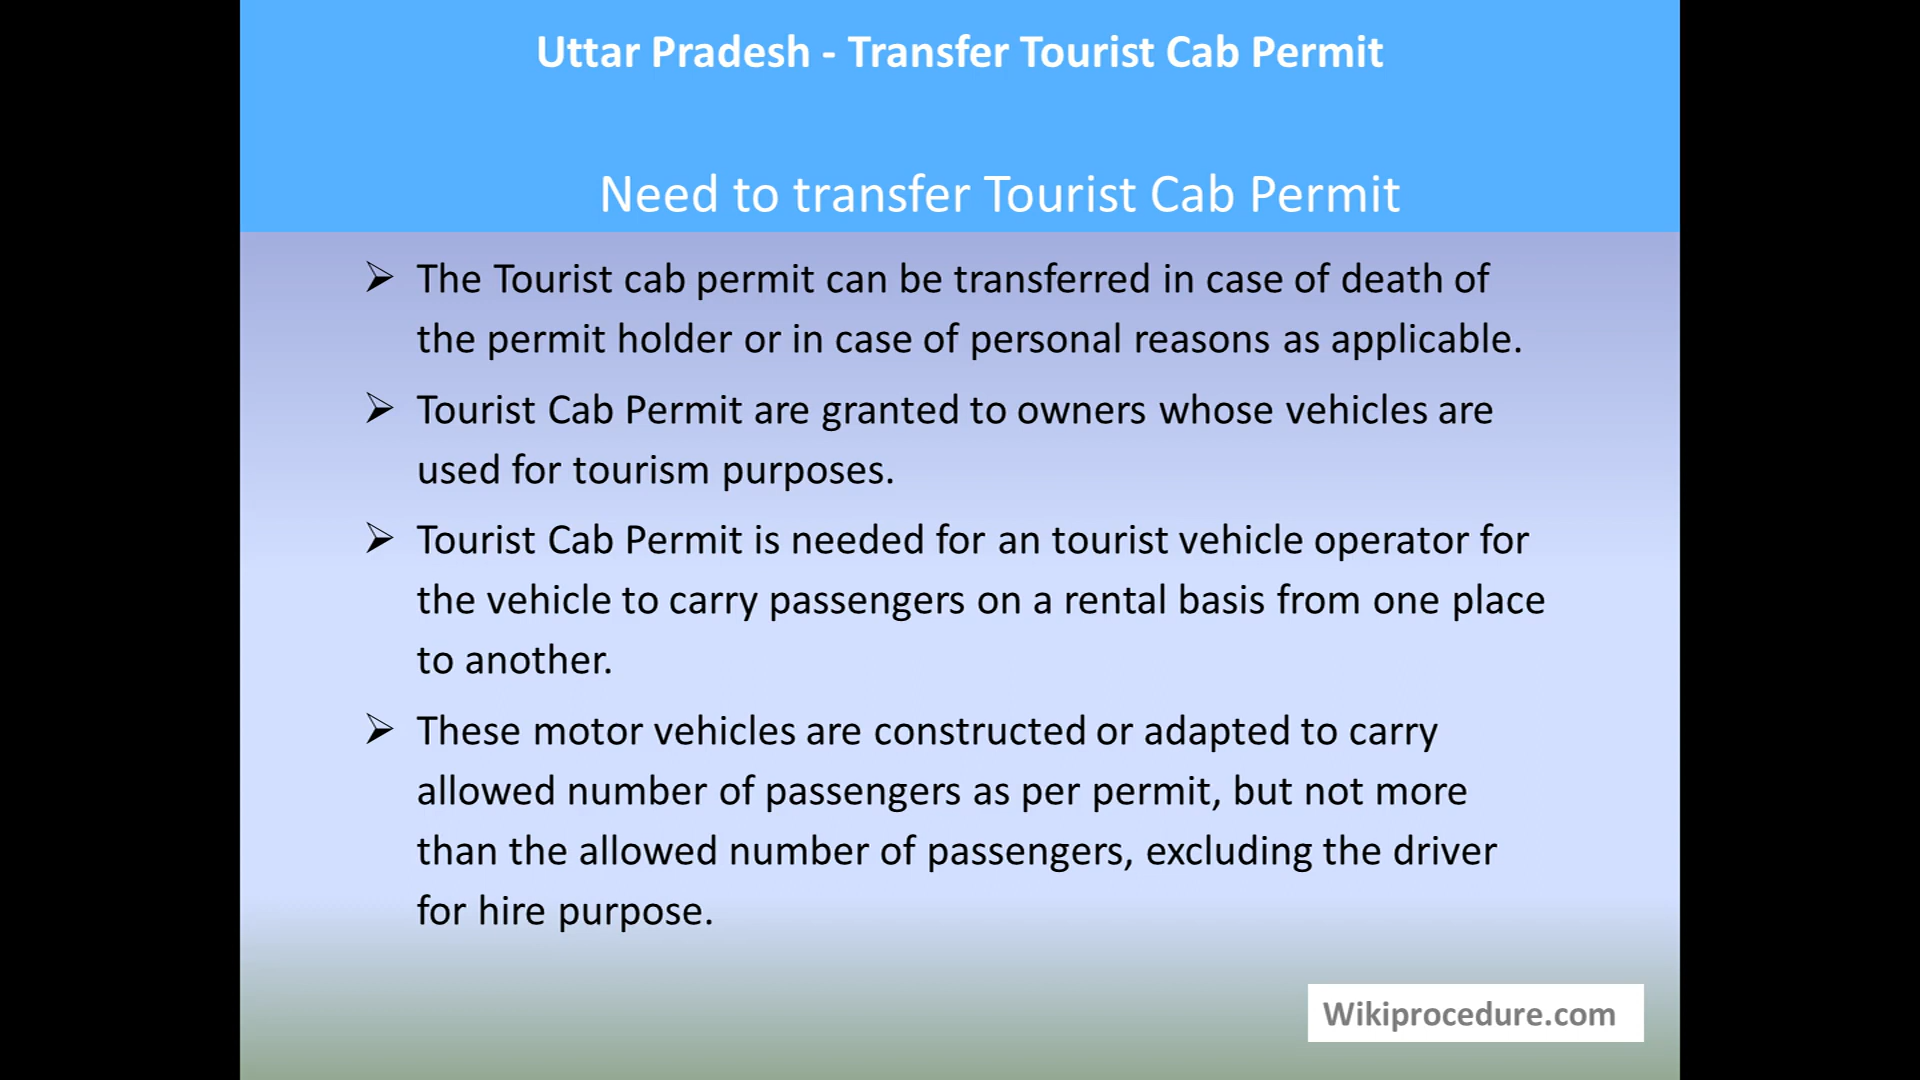 Uttar Pradesh - Transfer Tourist Cab Permit
Need to transfer Tourist Cab Permit
➢ The Tourist cab permit can be transferred in case of death of
the permit holder or in case of personal reasons as applicable.
➢ Tourist Cab Permit are granted to owners whose vehicles are
used for tourism purposes.
➢ Tourist Cab Permit is needed for an tourist vehicle operator for
the vehicle to carry passengers on a rental basis from one place
to another.
➢ These motor vehicles are constructed or adapted to carry
allowed number of passengers as per permit, but not more
than the allowed number of passengers, excluding the driver
for hire purpose.
Wikiprocedure.com